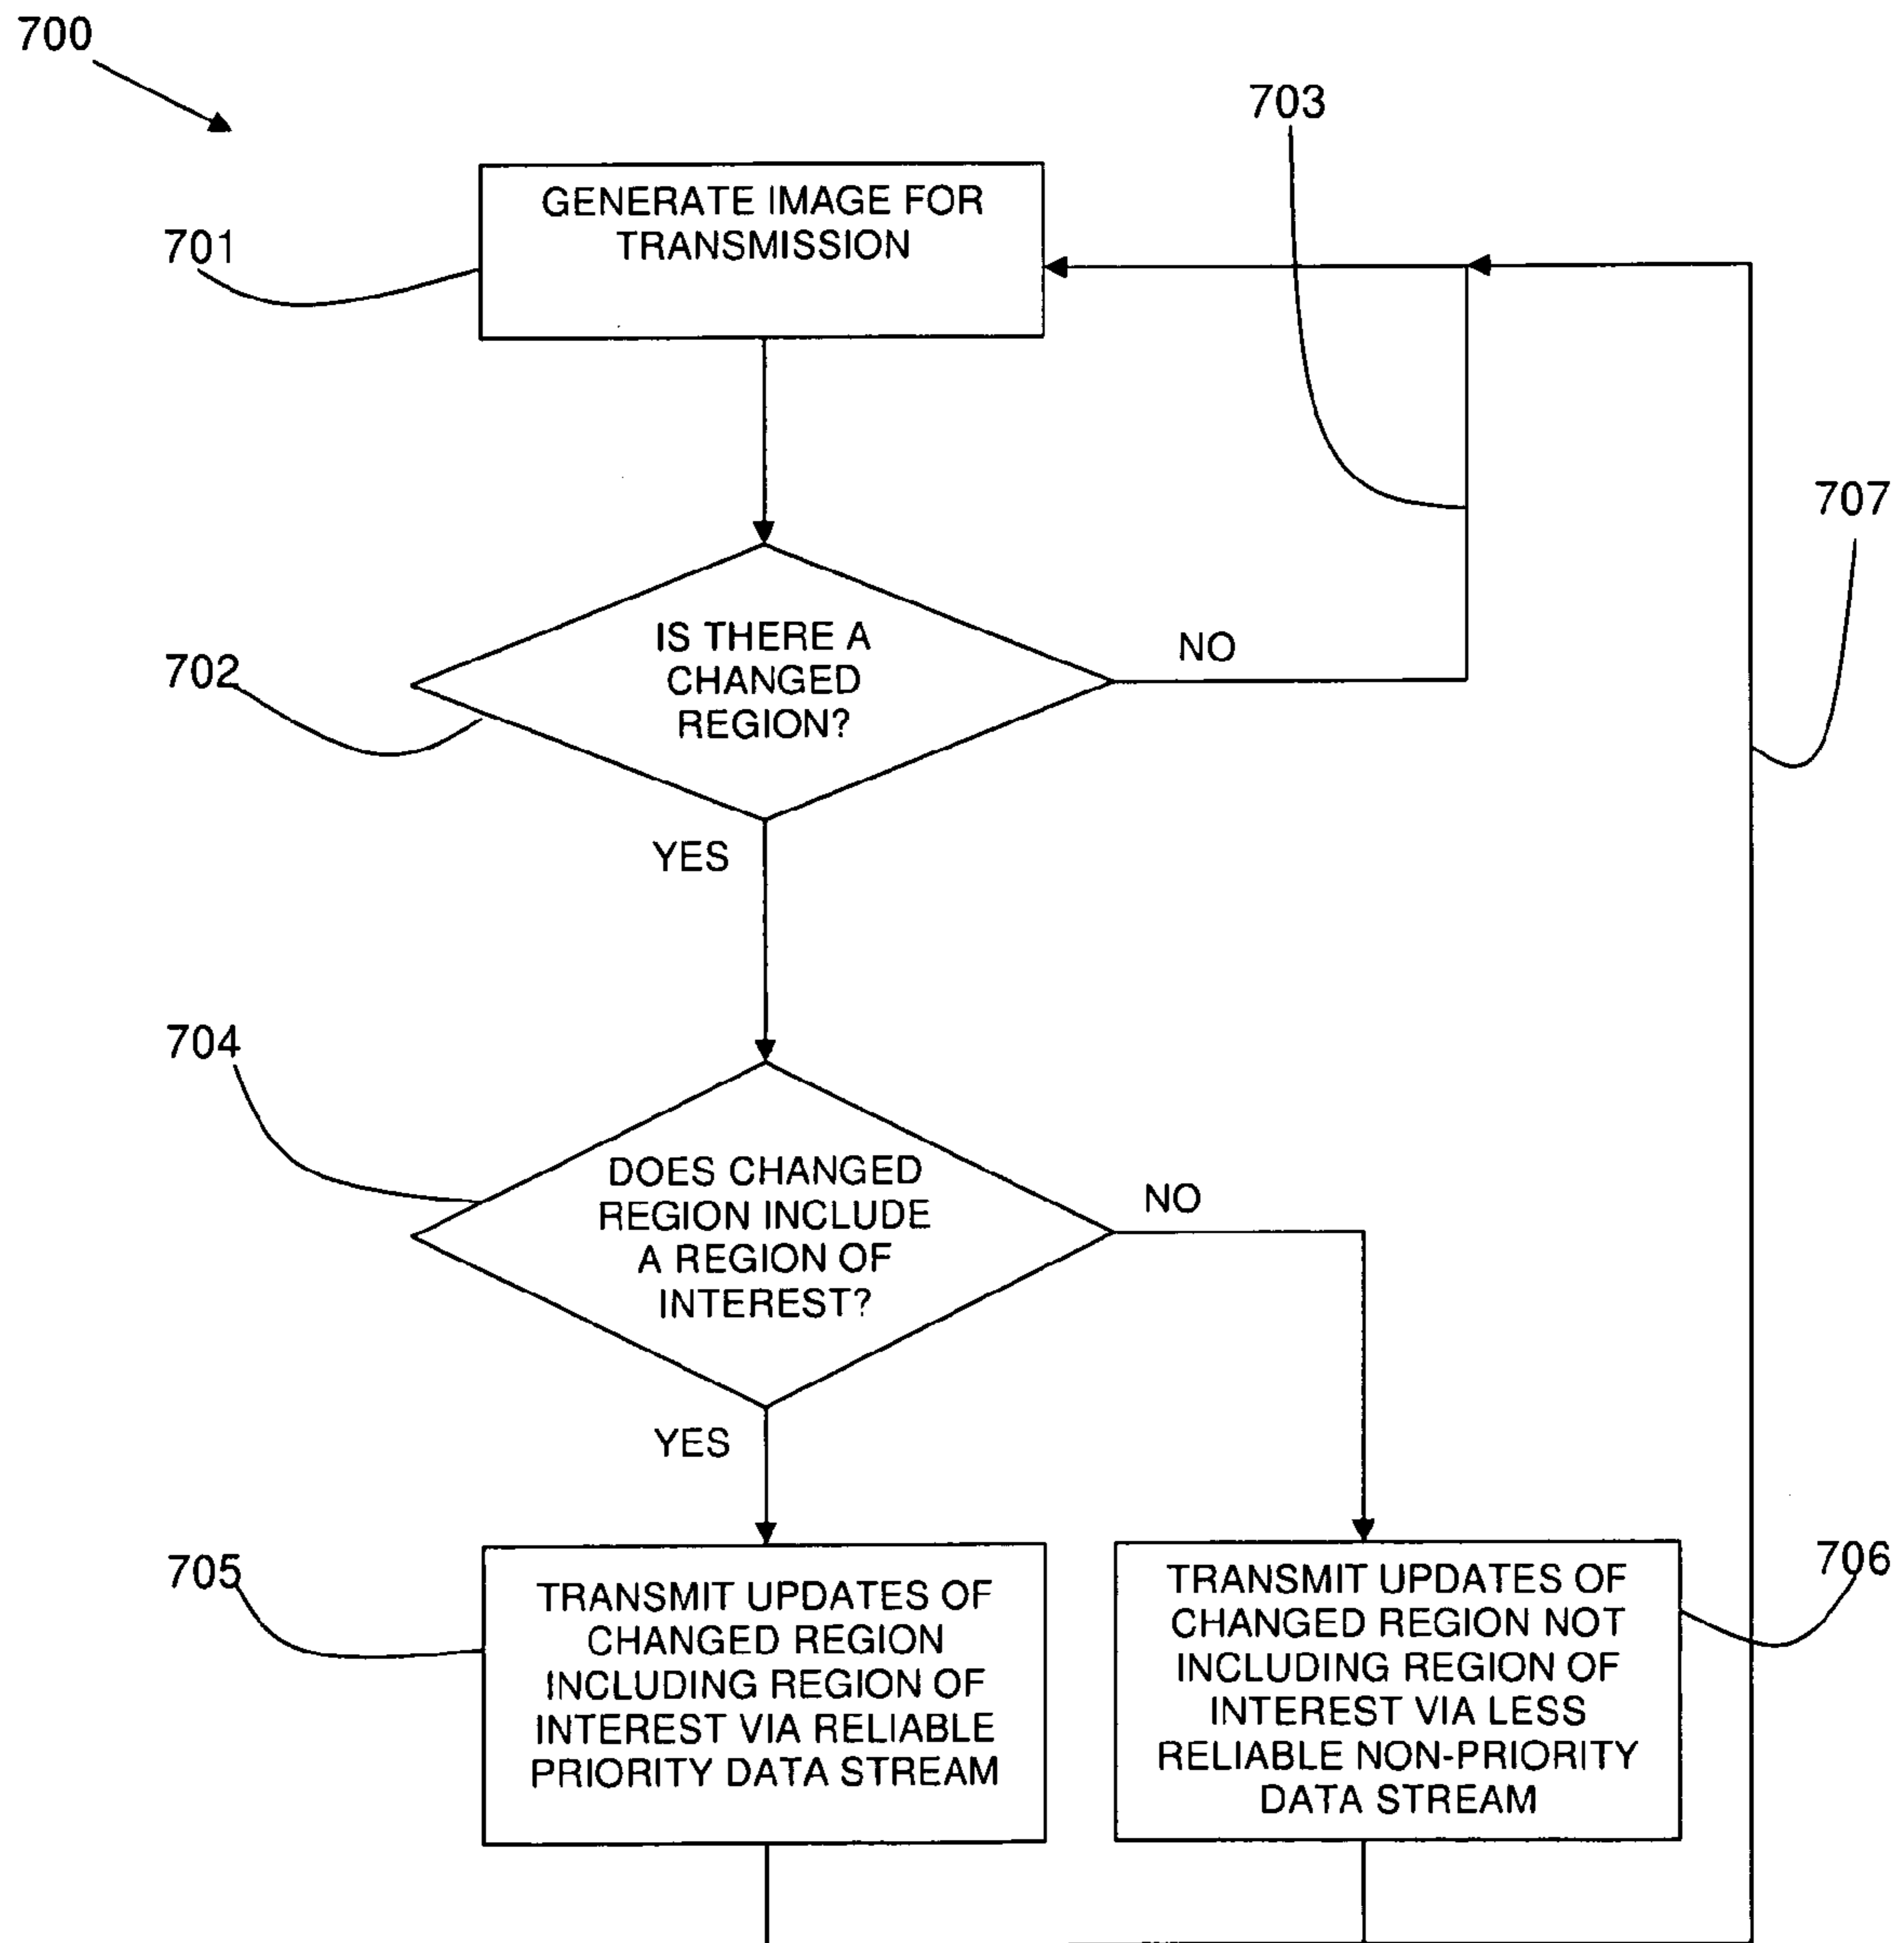 700
703
GENERATE IMAGE FOR
TRANSMISSION
701
707
IS THERE A
CHANGED
REGION?
NO
702
YES
704
DOES CHANGED
REGION INCLUDE
A REGION OF
INTEREST?
NO
YES
705
TRANSMIT UPDATES OF
CHANGED REGION
INCLUDING REGION OF
INTEREST VIA RELIABLE
PRIORITY DATA STREAM
TRANSMIT UPDATES OF
CHANGED REGION NOT
INCLUDING REGION OF
INTEREST VIA LESS
RELIABLE NON-PRIORITY
DATA STREAM
706